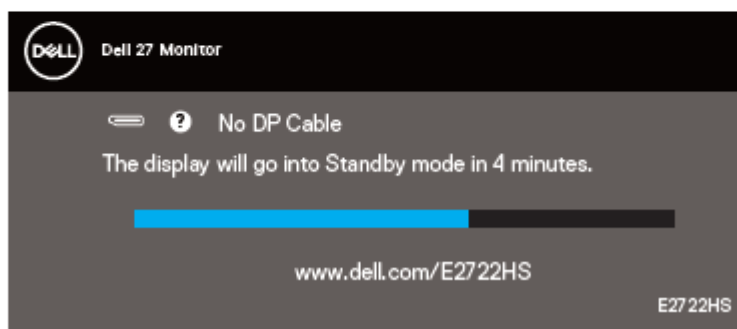 DELL Dell 27 Monitor
? No DP Cable
The display will go into Standby mode in 4 minutes.
www.dell.com/E2722HS
E2722HS